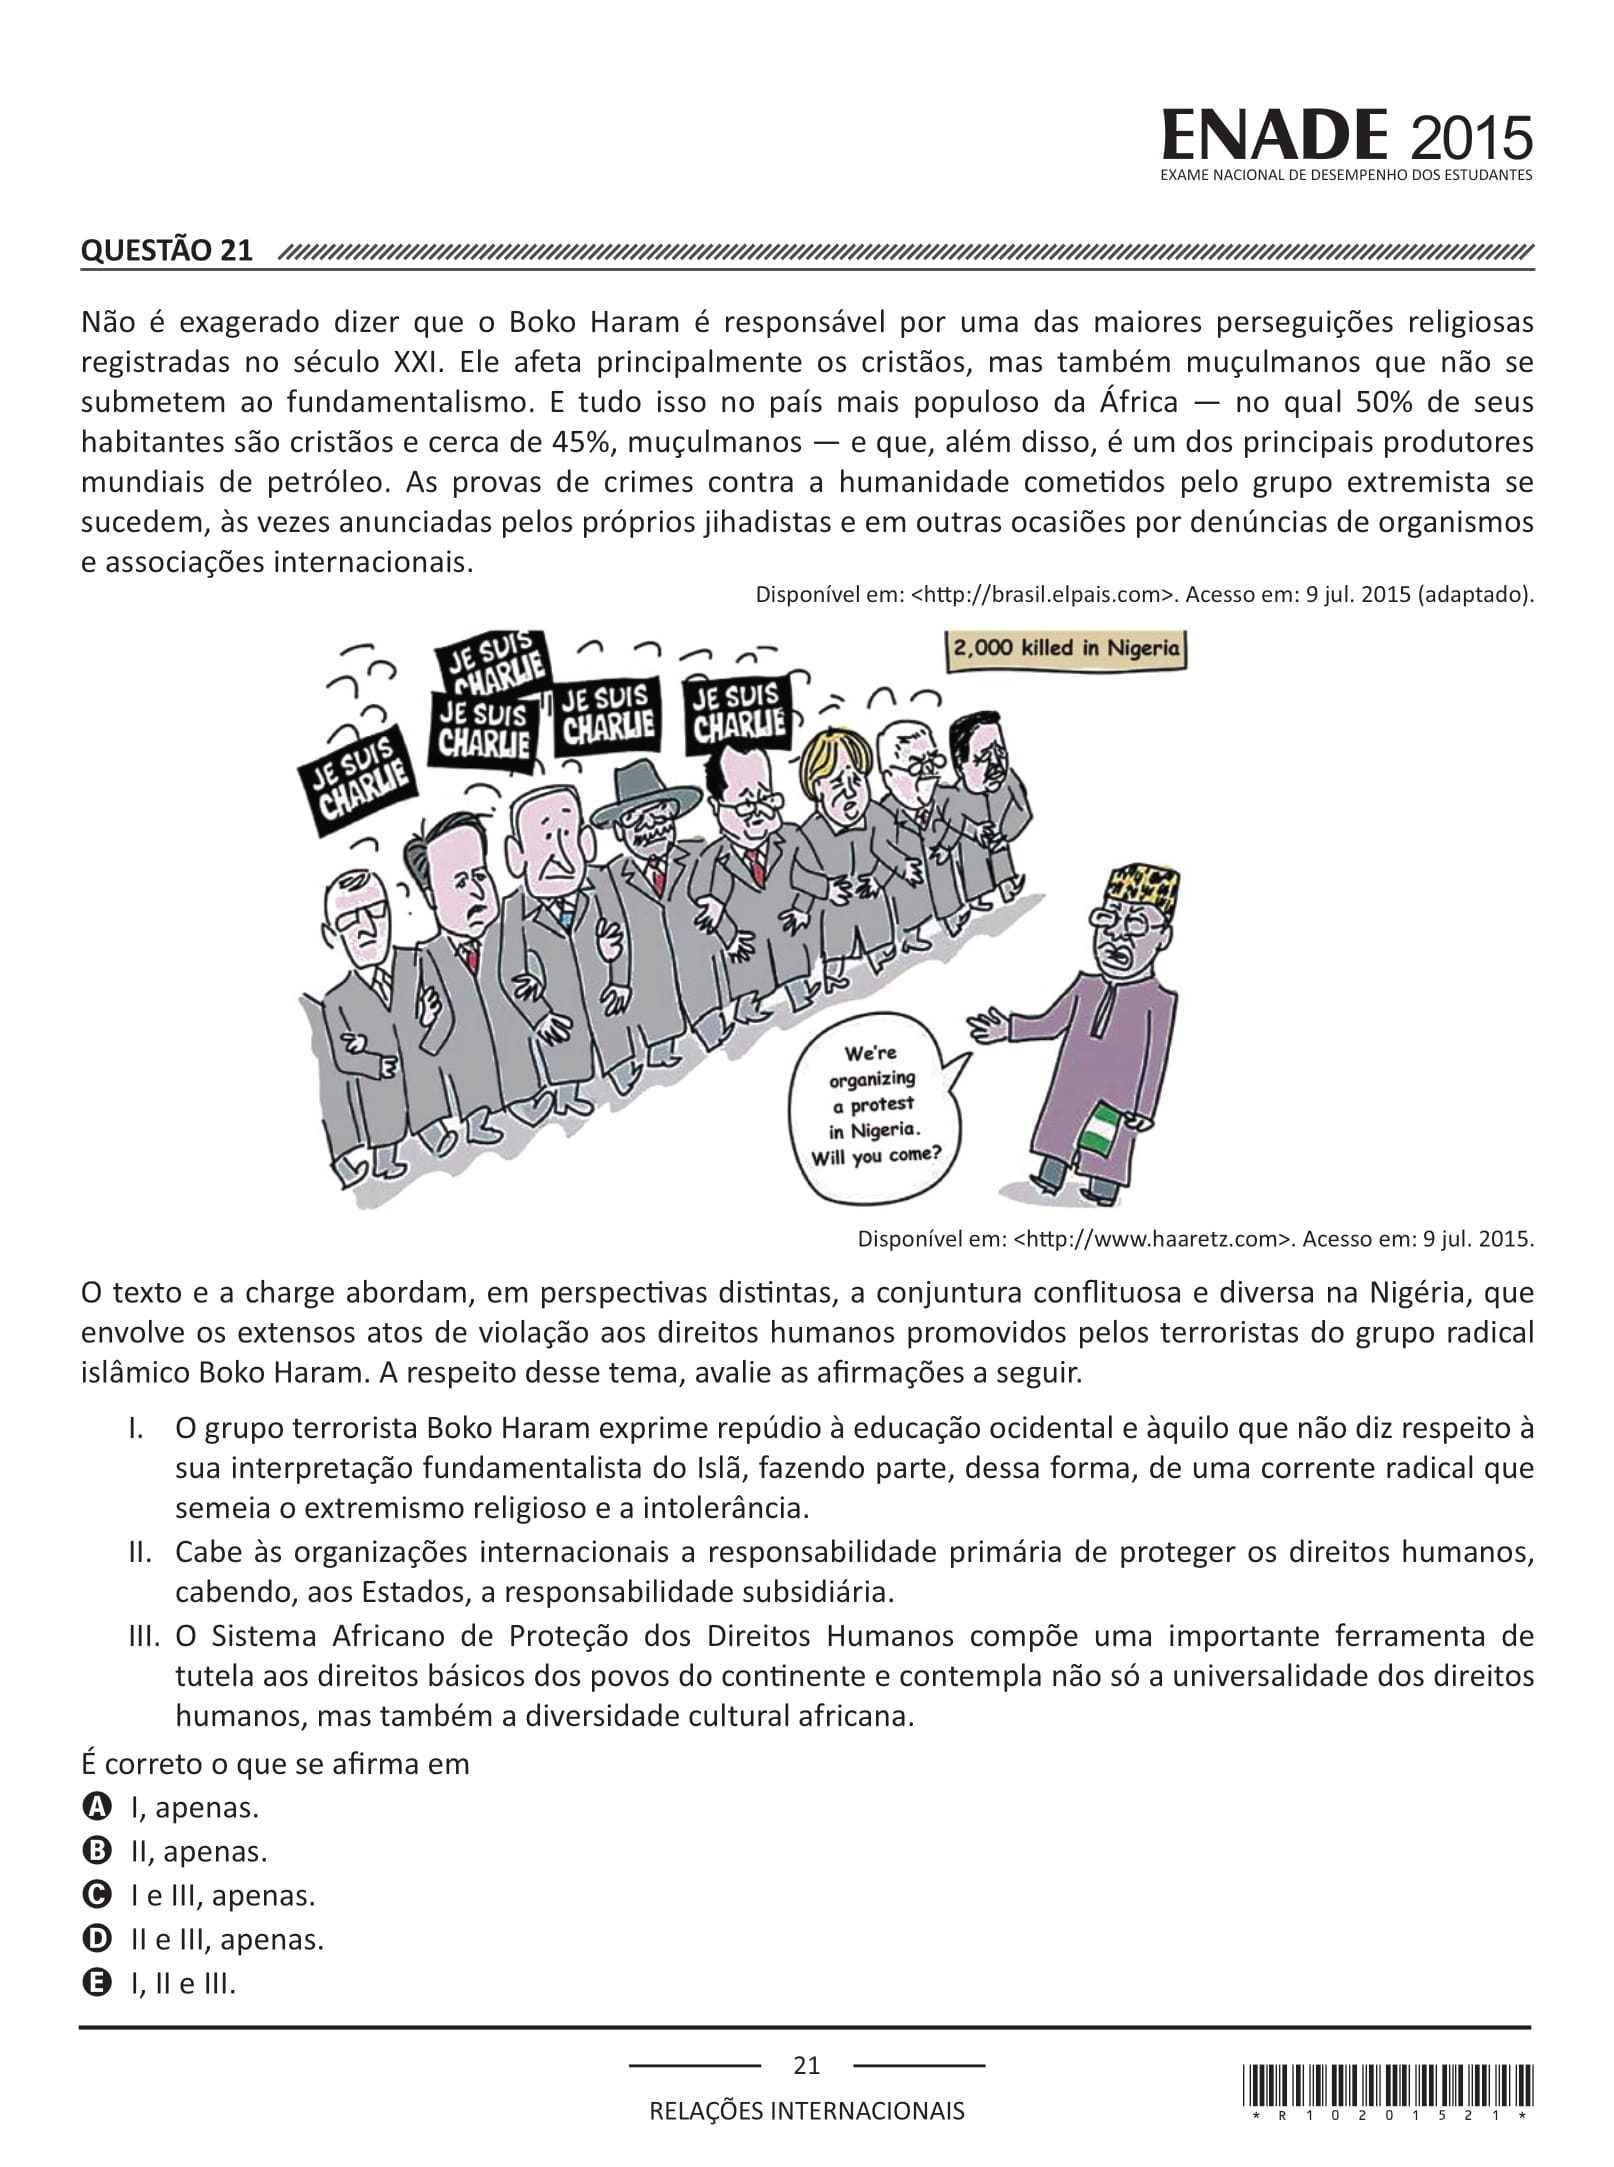 ENADE 2015
EXAME NACIONAL DE DESEMPENHO DOS ESTUDANTES
QUESTÃO 21
Não é exagerado dizer que o Boko Haram é responsável por uma das maiores perseguições religiosas
registradas no século XXI. Ele afeta principalmente os cristãos, mas também muçulmanos que não se
submetem ao fundamentalismo. E tudo isso no país mais populoso da África — no qual 50% de seus
habitantes são cristãos e cerca de 45%, muçulmanos — e que, além disso, é um dos principais produtores
mundiais de petróleo. As provas de crimes contra a humanidade cometidos pelo grupo extremista se
sucedem, às vezes anunciadas pelos próprios jihadistas e em outras ocasiões por denúncias de organismos
e associações internacionais.
Disponível em: <http://brasil.elpais.com>. Acesso em: 9 jul. 2015 (adaptado).
JE SUIS
CHARLIE
2,000 killed in Nigeria
JE SUIS
CHARLIE
JE SUIS
CHARLIE
JE SUIS
CHARLIE
JE SUIS
CHARLIE
We're
organizing
a protest
in Nigeria.
Will you come?
Disponível em: <http://www.haaretz.com>. Acesso em: 9 jul. 2015.
O texto e a charge abordam, em perspectivas distintas, a conjuntura conflituosa e diversa na Nigéria, que
envolve os extensos atos de violação aos direitos humanos promovidos pelos terroristas do grupo radical
islâmico Boko Haram. A respeito desse tema, avalie as afirmações a seguir.
I. O grupo terrorista Boko Haram exprime repúdio à educação ocidental e àquilo que não diz respeito à
sua interpretação fundamentalista do Islã, fazendo parte, dessa forma, de uma corrente radical que
semeia o extremismo religioso e a intolerância.
II. Cabe às organizações internacionais a responsabilidade primária de proteger os direitos humanos,
cabendo, aos Estados, a responsabilidade subsidiária.
III. O Sistema Africano de Proteção dos Direitos Humanos compõe uma importante ferramenta de
tutela aos direitos básicos dos povos do continente e contempla não só a universalidade dos direitos
humanos, mas também a diversidade cultural africana.
É correto o que se afirma em
A I, apenas.
B II, apenas.
C I e III, apenas.
D II e III, apenas.
E I, II e III.
21
RELAÇÕES INTERNACIONAIS
* R 1 0 2 0 1 5 2 1 *